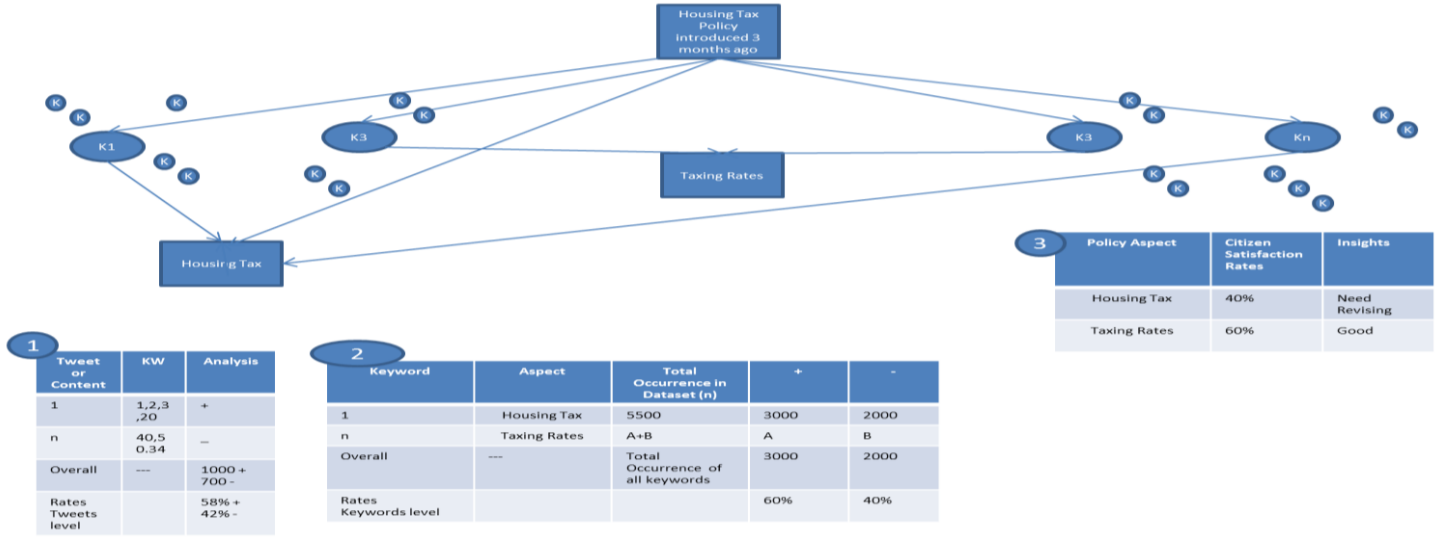 Housing Tax
Policy
introduced 3
months ago
K
K
K
K
K
K
K
K
K
K1
K3
K3
Kn
K
K
K
K
K
K
K
K
K
Taxing Rates
Housing Tax
3
Policy Aspect
Citizen
Satisfaction
Rates
Insights
Housing Tax
40%
Need
Revising
Taxing Rates
60%
Good
1
Tweet
or
Content
KW
Analysis
1
1,2,3
,20
+
n
40,5
0.34
_
Overall
---
1000 +
700 -
Rates
Tweets
level
58% +
42% -
2
Keyword
Aspect
Total
Occurrence in
Dataset (n)
+
-
1
Housing Tax
5500
3000
2000
n
Taxing Rates
A+B
A
B
Overall
---
Total
Occurrence of
all keywords
3000
2000
Rates
Keywords level
60%
40%